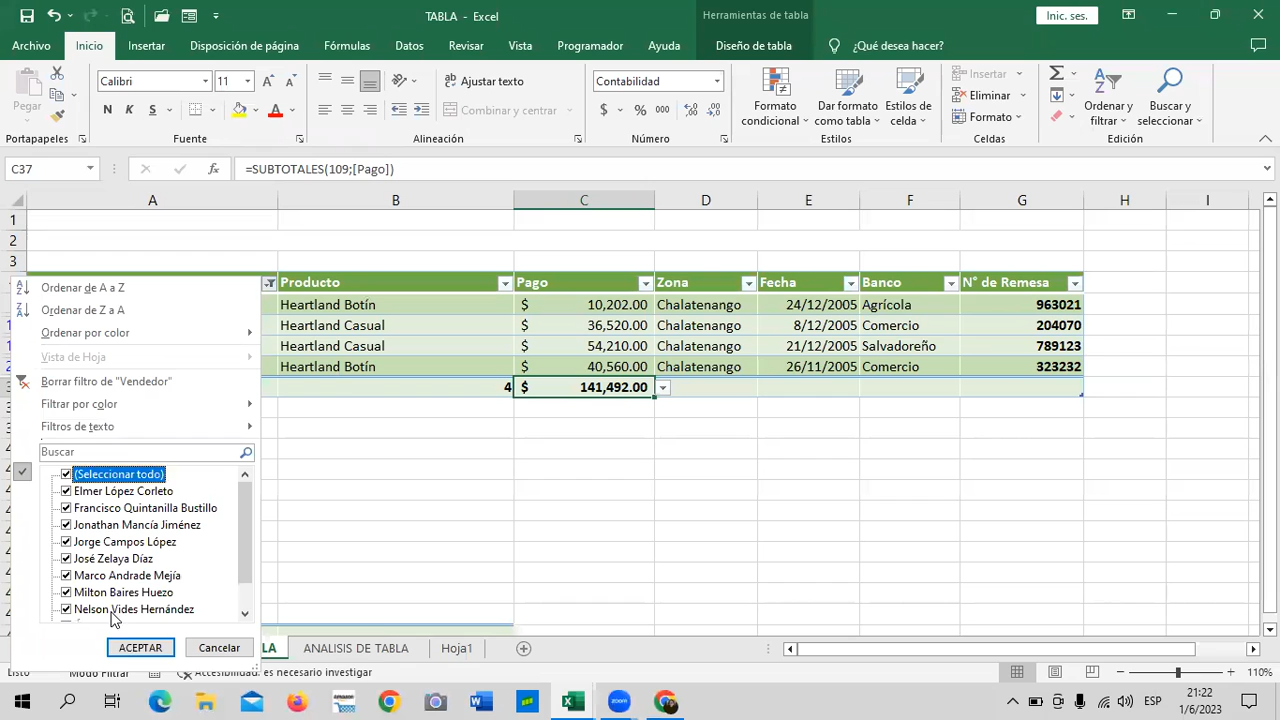 TABLA - Excel
Herramientas de tabla
Inic. ses.
Archivo Inicio Insertar Disposición de página Fórmulas Datos Revisar Vista Programador Ayuda Diseño de tabla ¿Qué desea hacer?
Pegar
Calibri 11
N K S
Ajustar texto
Combinar y centrar
Contabilidad
$ % 000
Formato condicional
Dar formato como tabla
Estilos de celda
Insertar
Eliminar
Formato
Ordenar y filtrar
Buscar y seleccionar
Portapapeles Fuente Alineación Número Estilos Celdas Edición
C37 fx =SUBTOTALES(109;[Pago])
A B C D E F G H I
1
2
3
Producto Pago Zona Fecha Banco N° de Remesa
Heartland Botín $ 10,202.00 Chalatenango 24/12/2005 Agrícola 963021
Heartland Casual $ 36,520.00 Chalatenango 8/12/2005 Comercio 204070
Heartland Casual $ 54,210.00 Chalatenango 21/12/2005 Salvadoreño 789123
Heartland Botín $ 40,560.00 Chalatenango 26/11/2005 Comercio 323232
4 $ 141,492.00
Ordenar de A a Z
Ordenar de Z a A
Ordenar por color
Vista de Hoja
Borrar filtro de "Vendedor"
Filtrar por color
Filtros de texto
Buscar
(Seleccionar todo)
Elmer López Corleto
Francisco Quintanilla Bustillo
Jonathan Mancía Jiménez
Jorge Campos López
José Zelaya Díaz
Marco Andrade Mejía
Milton Baires Huezo
Nelson Vides Hernández
ACEPTAR Cancelar
LA ANALISIS DE TABLA Hoja1
Listo Modo Filtrar Accesibilidad: es necesario investigar
110%
ESP
21:22
1/6/2023